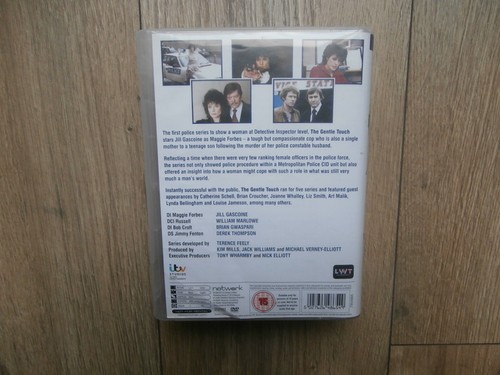 VICE STATE
The first police series to show a woman at Detective Inspector level, The Gentle Touch
stars Jill Gascoine as Maggie Forbes – a tough but compassionate cop who is also a single
mother to a teenage son following the murder of her police constable husband.
Reflecting a time when there were very few ranking female officers in the police force,
the series not only showed police procedure within a Metropolitan Police CID unit but also
offered an insight into how a woman might cope with such a role in what was still very
much a man's world.
Instantly successful with the public, The Gentle Touch ran for five series and featured guest
appearances by Catherine Schell, Brian Croucher, Joanne Whalley, Liz Smith, Art Malik,
Lynda Bellingham and Louise Jameson, among many others.
DI Maggie Forbes JILL GASCOINE
DCI Russell WILLIAM MARLOWE
DI Bob Croft BRIAN GWASPARI
DS Jimmy Fenton DEREK THOMPSON
Series developed by TERENCE FEELY
Produced by KIM MILLS, JACK WILLIAMS and MICHAEL VERNEY-ELLIOTT
Executive Producers TONY WHARMBY and NICK ELLIOTT
itv
STUDIOS
LWT
network
15
DVD